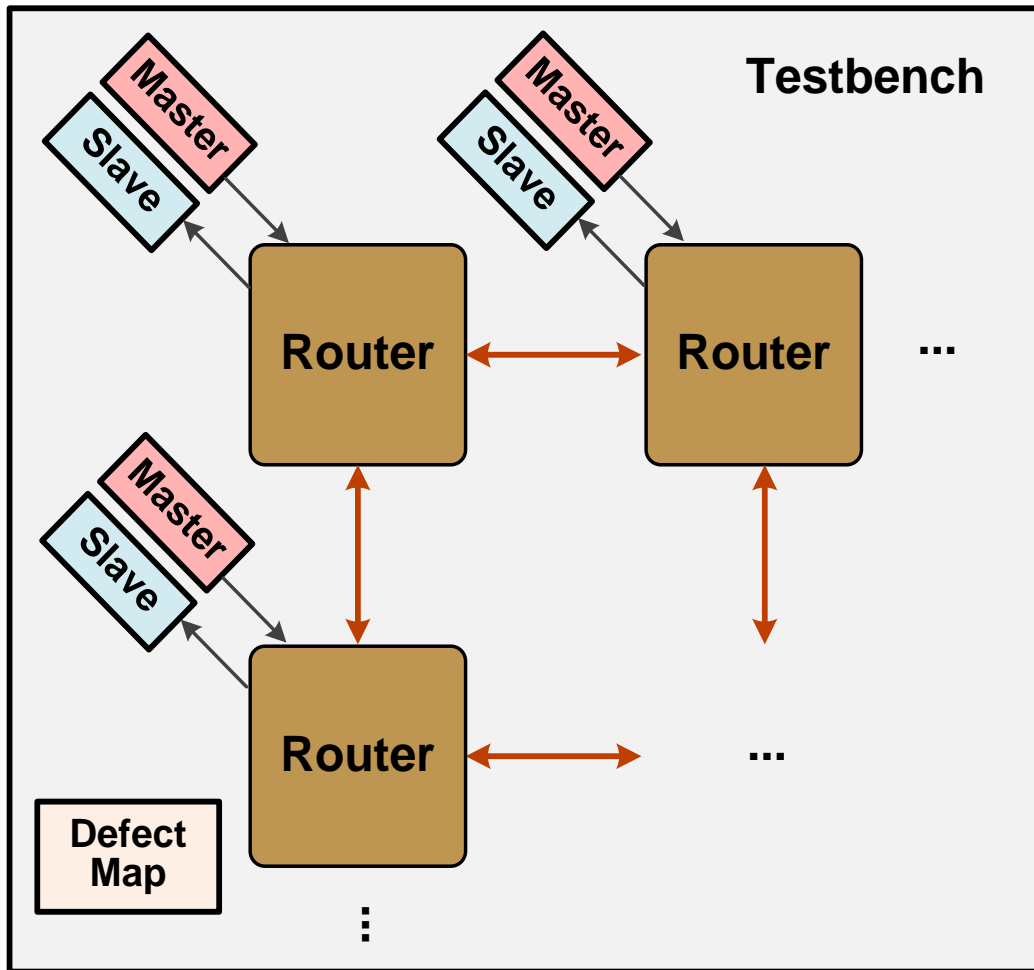 Master
Slave
Master
Slave
Testbench
Router
Router
...
Master
Slave
Router
...
Defect
Map
...